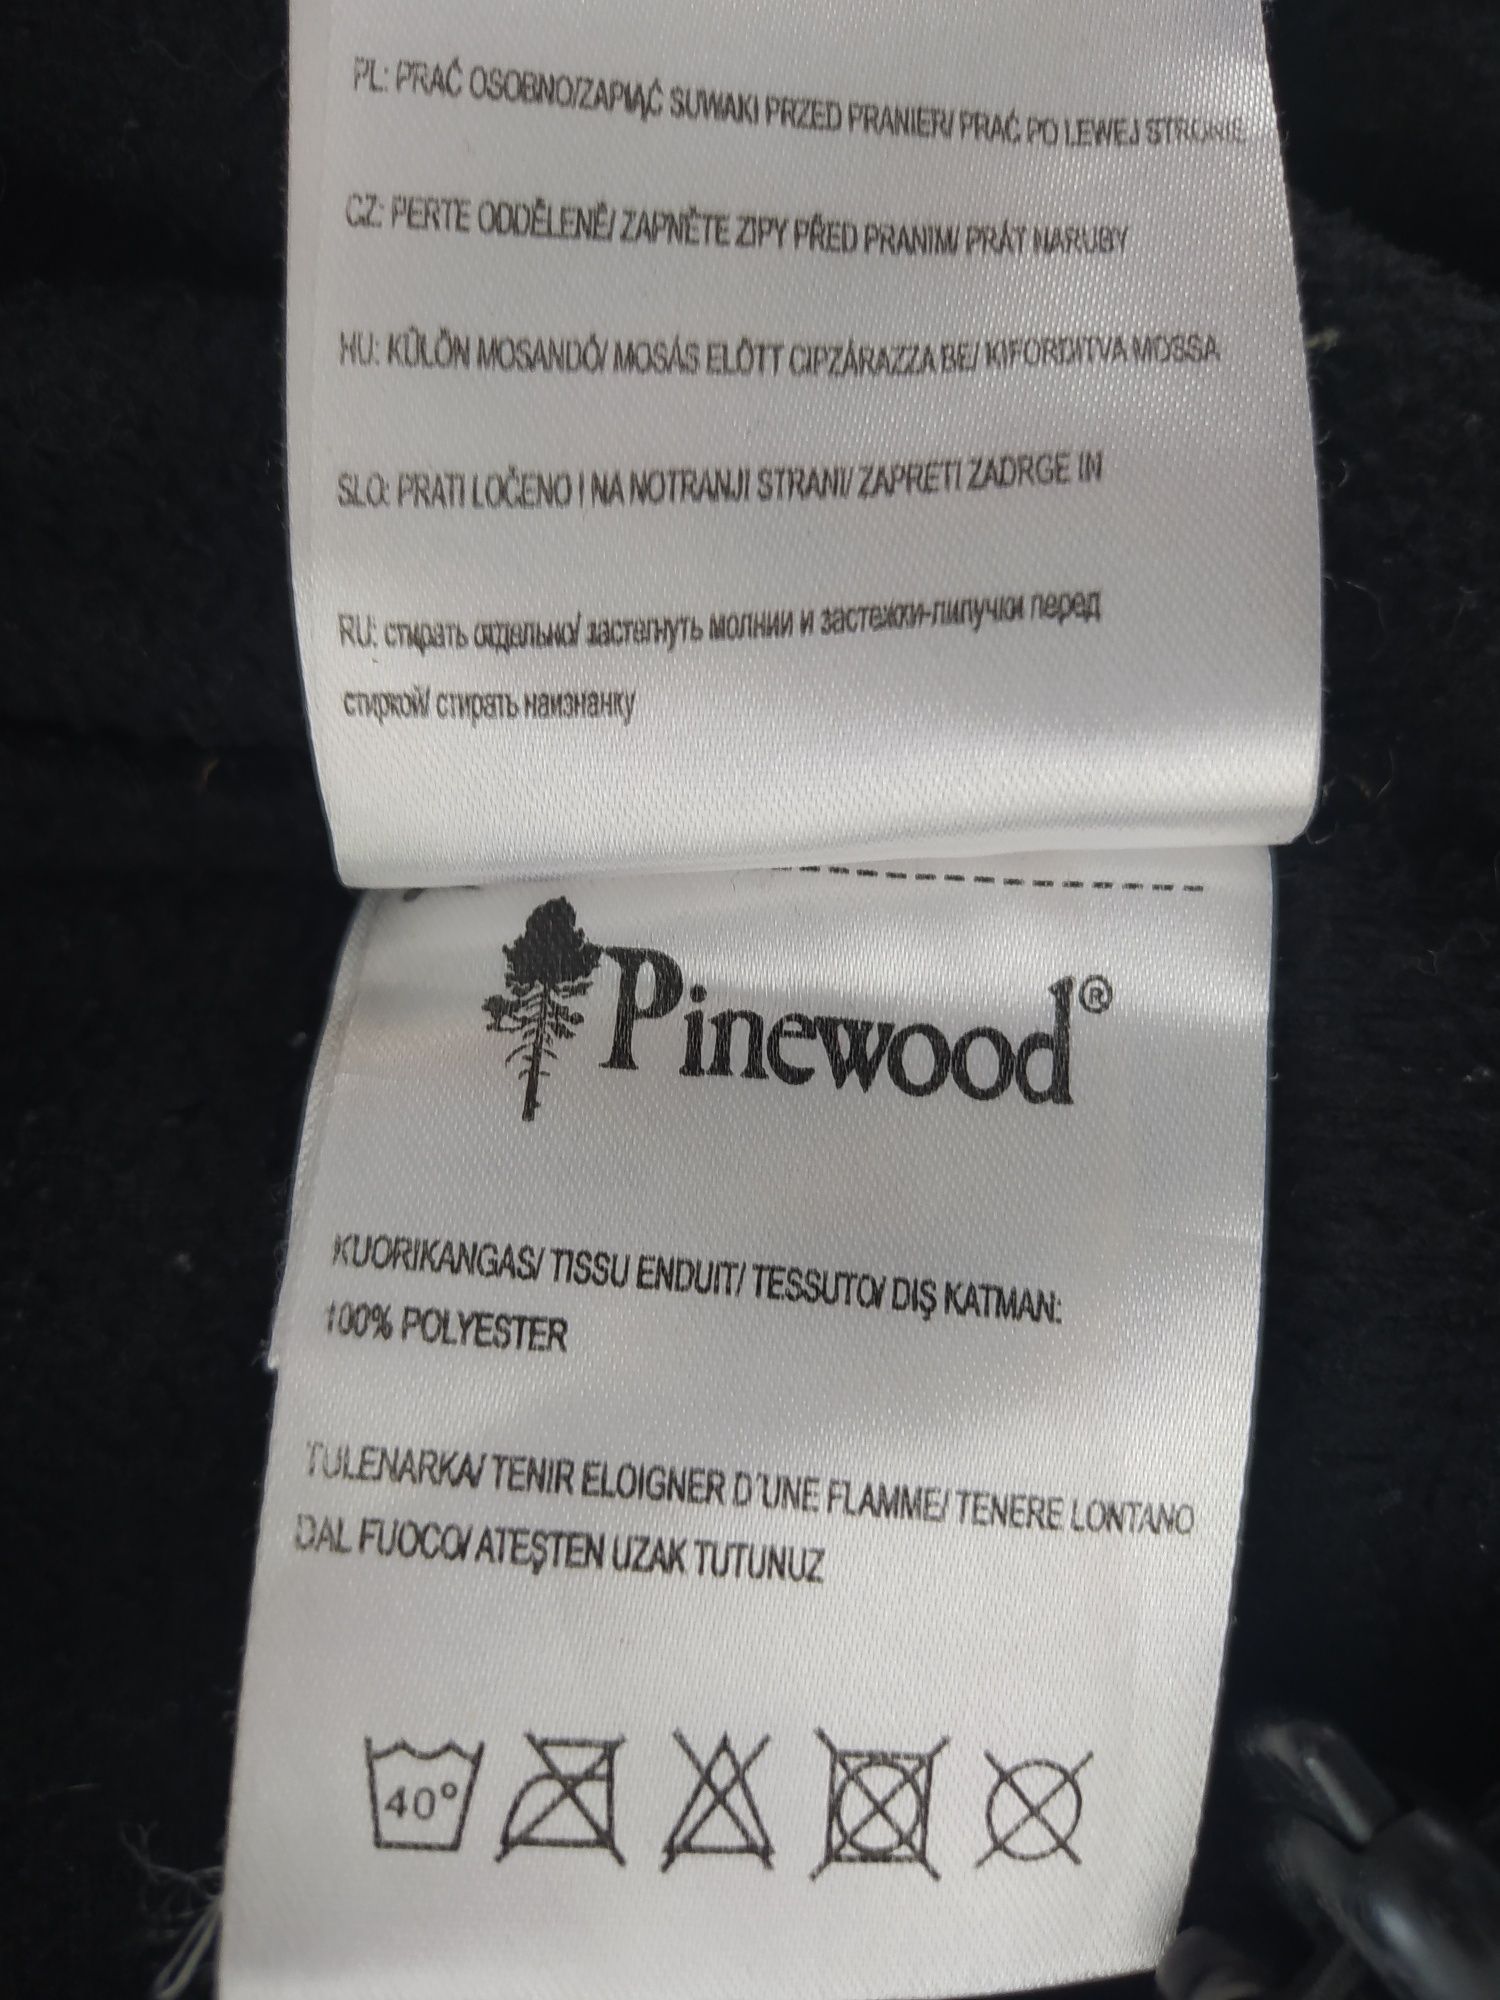 PL: PRAĆ OSOBNO/ZAPIĄĆ SUWAKI PRZED PRANIER/ PRAĆ PO LEWEJ STRONIE
CZ: PERTE ODDĚLENĚ/ ZAPNĚTE ZIPY PŘED PRANIM/ PRÁT NARUBY
HU: KÜLÖN MOSANDÓ/ MOSÁS ELŐTT CIPZÁRAZZA BE/ KIFORDITVA MOSSA
SLO: PRATI LOČENO I NA NOTRANJI STRANI/ ZAPRETI ZADRGE IN
RU: стирать отдельно/ застегнуть молнии и застежки-липучки перед
стиркой/ стирать наизнанку
Pinewood®
KUORIKANGAS/ TISSU ENDUIT/ TESSUTO/ DIŞ KATMAN:
100% POLYESTER
TULENARKA/ TENIR ELOIGNER D´UNE FLAMME/ TENERE LONTANO
DAL FUOCO/ ATEŞTEN UZAK TUTUNUZ
40°